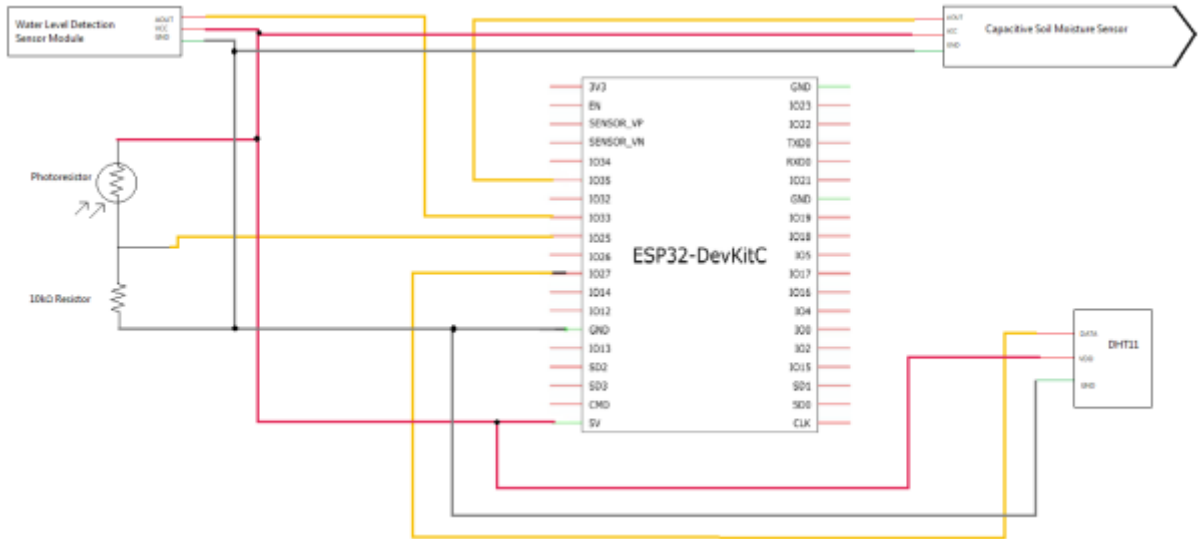 Water Level Detection
Sensor Module
AOUT
VCC
GND
AOUT
VCC
GND
Capacitive Soil Moisture Sensor
Photoresistor
10kΩ Resistor
ESP32-DevKitC
3V3
EN
SENSOR_VP
SENSOR_VN
IO34
IO35
IO32
IO33
IO25
IO26
IO27
IO14
IO12
GND
IO13
SD2
SD3
CMD
5V
GND
IO23
IO22
TXD0
RXD0
IO21
GND
IO19
IO18
IO5
IO17
IO16
IO4
IO0
IO2
IO15
SD1
SD0
CLK
DATA
VDD
GND
DHT11